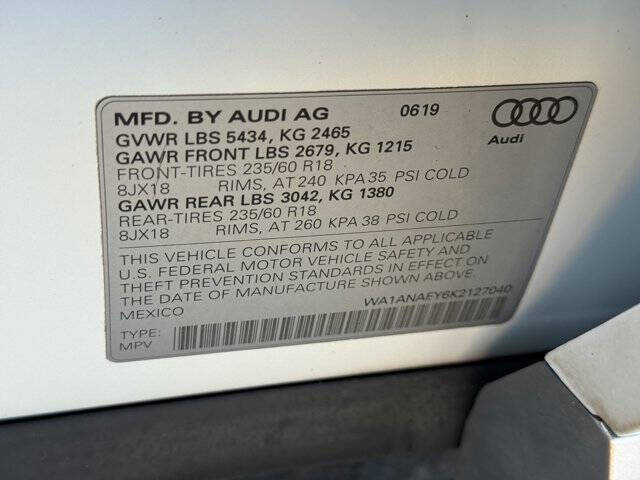 MFD. BY AUDI AG 0619
GVWR LBS 5434, KG 2465
GAWR FRONT LBS 2679, KG 1215
FRONT-TIRES 235/60 R18
8JX18 RIMS, AT 240 KPA 35 PSI COLD
GAWR REAR LBS 3042, KG 1380
REAR-TIRES 235/60 R18
8JX18 RIMS, AT 260 KPA 38 PSI COLD
Audi
THIS VEHICLE CONFORMS TO ALL APPLICABLE
U.S. FEDERAL MOTOR VEHICLE SAFETY AND
THEFT PREVENTION STANDARDS IN EFFECT ON
THE DATE OF MANUFACTURE SHOWN ABOVE.
MEXICO WA1ANAFY6K2127040
TYPE:
MPV